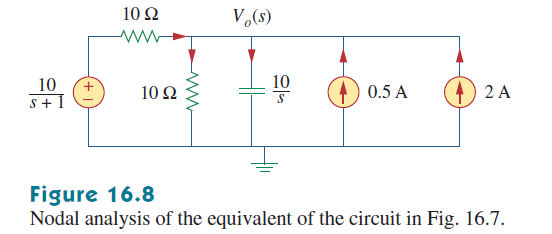 10 Ω
Vo(s)
10
s + 1
+
−
10 Ω
10
s
0.5 A
2 A
Figure 16.8
Nodal analysis of the equivalent of the circuit in Fig. 16.7.